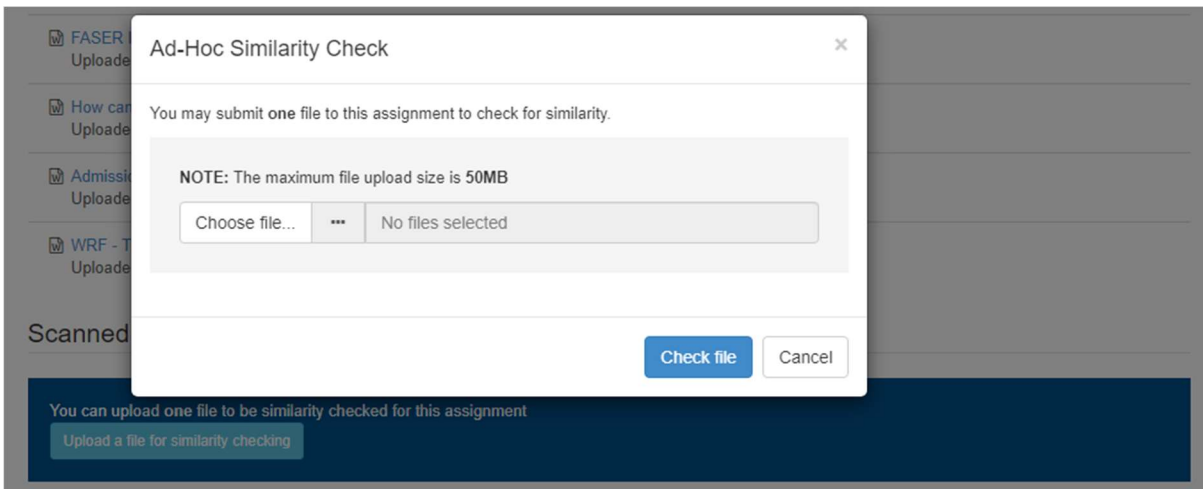 FASER
Uploade
How can
Uploade
Admissi
Uploade
WRF - T
Uploade
Scanned
Ad-Hoc Similarity Check
×
You may submit one file to this assignment to check for similarity.
NOTE: The maximum file upload size is 50MB
Choose file... ••• No files selected
Check file Cancel
You can upload one file to be similarity checked for this assignment
Upload a file for similarity checking